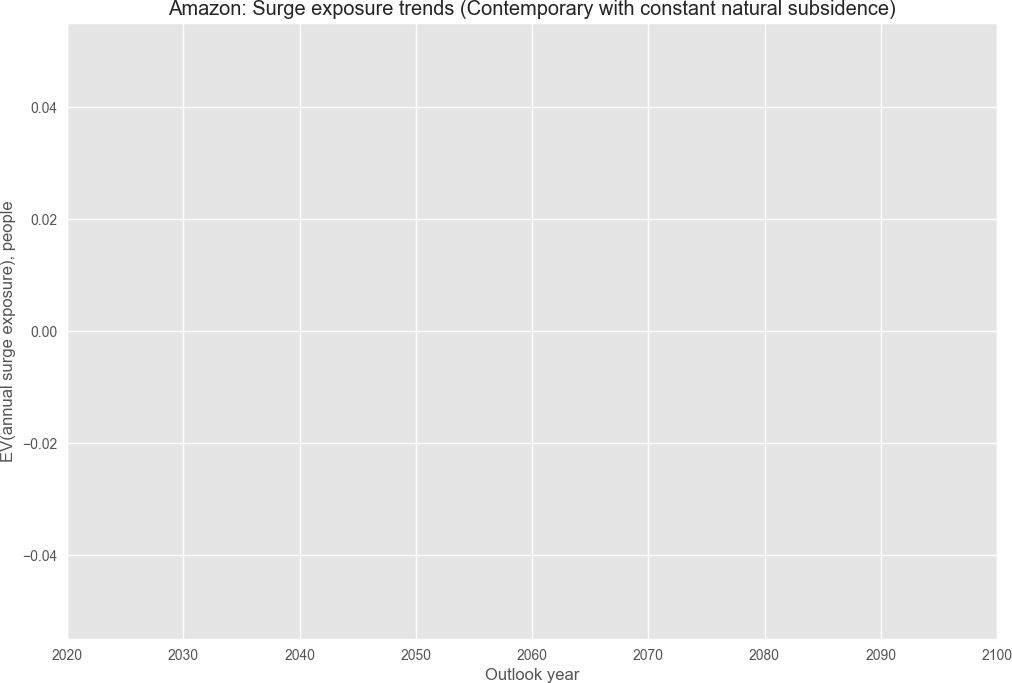 Amazon: Surge exposure trends (Contemporary with constant natural subsidence)
EV(annual surge exposure), people
0.04
0.02
0.00
−0.02
−0.04
2020 2030 2040 2050 2060 2070 2080 2090 2100
Outlook year